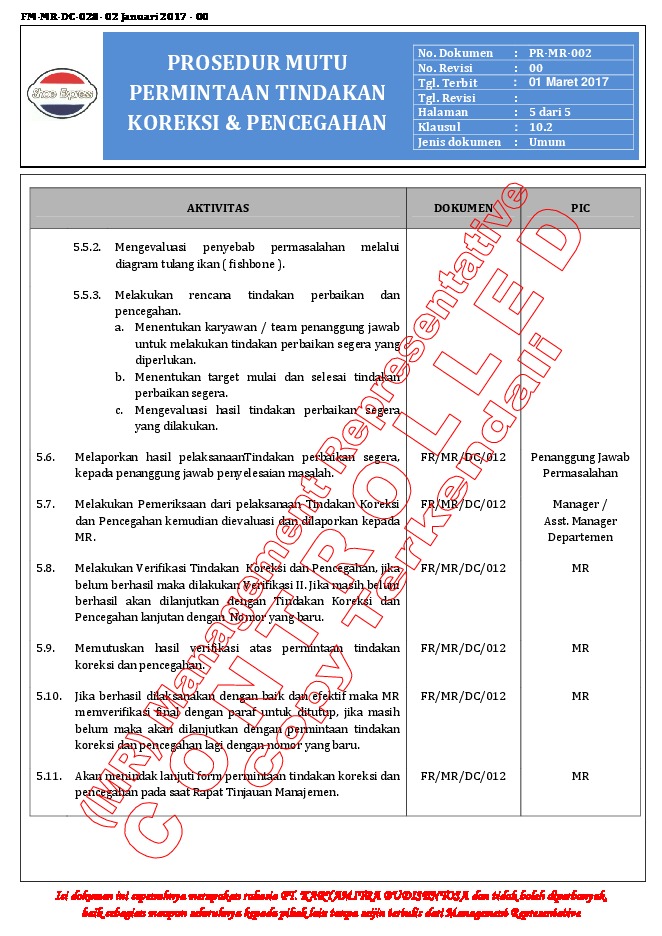 FM-MR-DC-028- 02 Januari 2017 - 00
Shoe Express
PROSEDUR MUTU
PERMINTAAN TINDAKAN
KOREKSI & PENCEGAHAN
No. Dokumen : PR-MR-002
No. Revisi : 00
Tgl. Terbit : 01 Maret 2017
Tgl. Revisi :
Halaman : 5 dari 5
Klausul : 10.2
Jenis dokumen : Umum
AKTIVITAS DOKUMEN PIC
5.5.2. Mengevaluasi penyebab permasalahan melalui
diagram tulang ikan ( fishbone ).
5.5.3. Melakukan rencana tindakan perbaikan dan
pencegahan.
a. Menentukan karyawan / team penanggung jawab
untuk melakukan tindakan perbaikan segera yang
diperlukan.
b. Menentukan target mulai dan selesai tindakan
perbaikan segera.
c. Mengevaluasi hasil tindakan perbaikan segera
yang dilakukan.
5.6. Melaporkan hasil pelaksanaanTindakan perbaikan segera, FR/MR/DC/012 Penanggung Jawab
kepada penanggung jawab penyelesaian masalah. Permasalahan
5.7. Melakukan Pemeriksaan dari pelaksanaan Tindakan Koreksi FR/MR/DC/012 Manager /
dan Pencegahan kemudian dievaluasi dan dilaporkan kepada Asst. Manager
MR. Departemen
5.8. Melakukan Verifikasi Tindakan Koreksi dan Pencegahan, jika FR/MR/DC/012 MR
belum berhasil maka dilakukan Verifikasi II. Jika masih belum
berhasil akan dilanjutkan dengan Tindakan Koreksi dan
Pencegahan lanjutan dengan Nomor yang baru.
5.9. Memutuskan hasil verifikasi atas permintaan tindakan FR/MR/DC/012 MR
koreksi dan pencegahan.
5.10. Jika berhasil dilaksanakan dengan baik dan efektif maka MR FR/MR/DC/012 MR
memverifikasi final dengan paraf untuk ditutup, jika masih
belum maka akan dilanjutkan dengan permintaan tindakan
koreksi dan pencegahan lagi dengan nomor yang baru.
5.11. Akan menindak lanjuti form permintaan tindakan koreksi dan FR/MR/DC/012 MR
pencegahan pada saat Rapat Tinjauan Manajemen.
(MR) Management Representative
CONTROLLED
Copy Terkendali
Isi dokumen ini sepenuhnya merupakan rahasia PT. KARYAMITRA BUDISENTOSA dan tidak boleh diperbanyak,
baik sebagian maupun seluruhnya kepada pihak lain tanpa seijin tertulis dari Management Representative